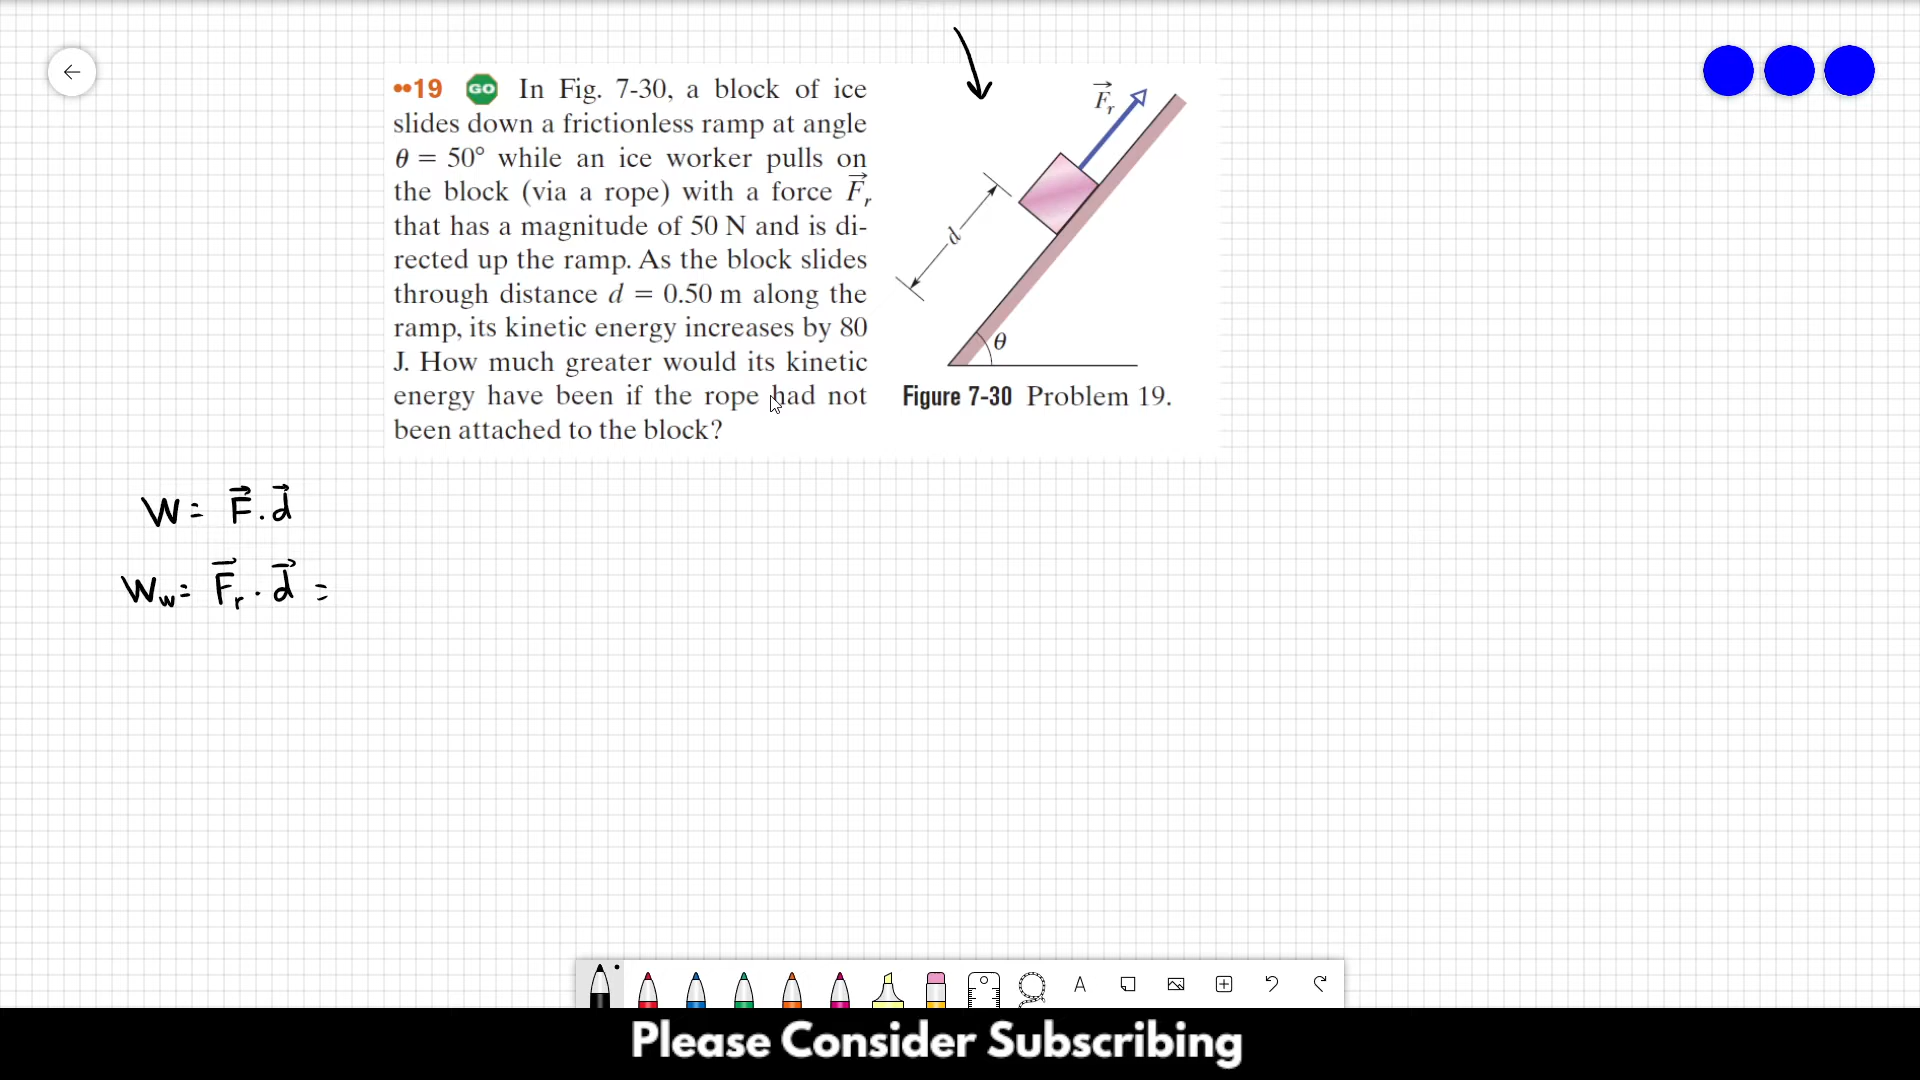 ••19 GO In Fig. 7-30, a block of ice
slides down a frictionless ramp at angle
θ = 50° while an ice worker pulls on
the block (via a rope) with a force F⃗r
that has a magnitude of 50 N and is di-
rected up the ramp. As the block slides
through distance d = 0.50 m along the
ramp, its kinetic energy increases by 80
J. How much greater would its kinetic
energy have been if the rope had not
been attached to the block?
F⃗r
d
θ
Figure 7-30 Problem 19.
W = F⃗ . d⃗
Ww = F⃗r . d⃗ =
A
Please Consider Subscribing